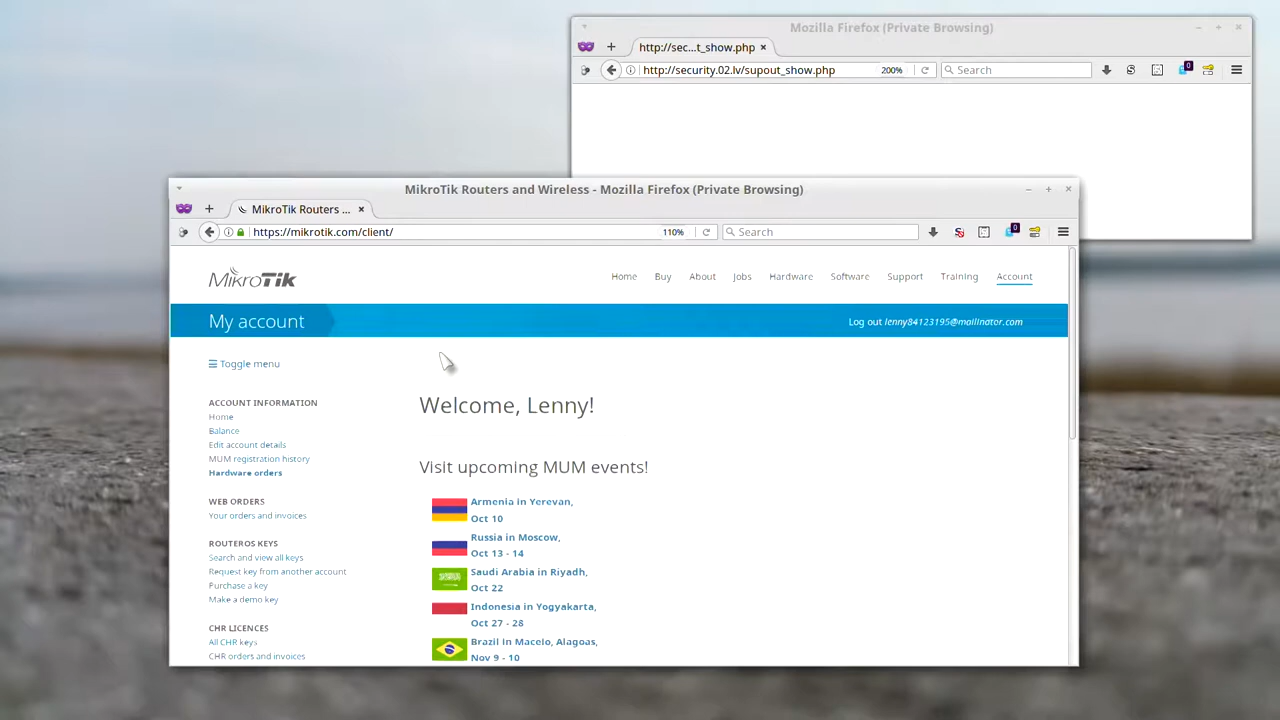 Mozilla Firefox (Private Browsing)
http://sec...t_show.php
http://security.02.lv/supout_show.php
200%
Search
0
MikroTik Routers and Wireless - Mozilla Firefox (Private Browsing)
MikroTik Routers ...
https://mikrotik.com/client/
110%
Search
0
MikroTik
Home
Buy
About
Jobs
Hardware
Software
Support
Training
Account
My account
Log out lenny84123195@mailinator.com
Toggle menu
Welcome, Lenny!
ACCOUNT INFORMATION
Home
Balance
Edit account details
MUM registration history
Hardware orders
WEB ORDERS
Your orders and invoices
ROUTEROS KEYS
Search and view all keys
Request key from another account
Purchase a key
Make a demo key
CHR LICENCES
All CHR keys
CHR orders and invoices
Visit upcoming MUM events!
Armenia in Yerevan,
Oct 10
Russia in Moscow,
Oct 13 - 14
Saudi Arabia in Riyadh,
Oct 22
Indonesia in Yogyakarta,
Oct 27 - 28
Brazil in Maceio, Alagoas,
Nov 9 - 10